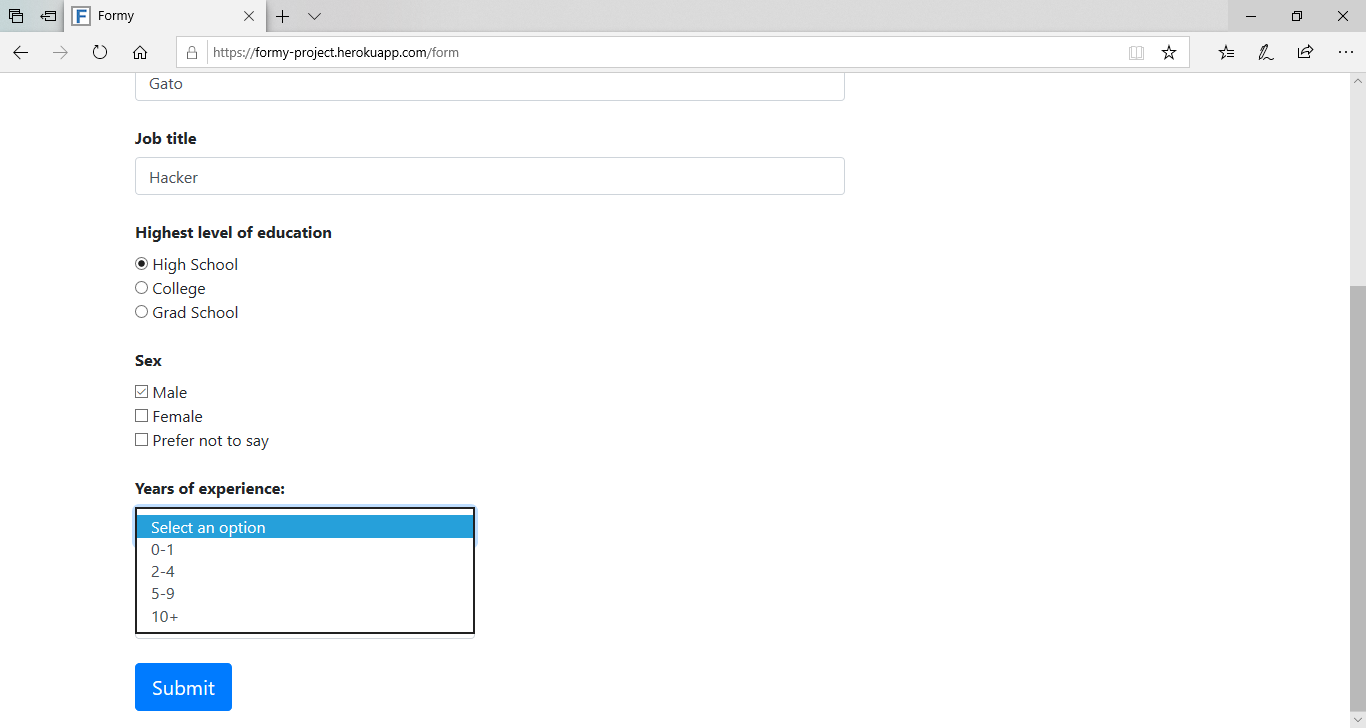 Formy
https://formy-project.herokuapp.com/form
Gato
Job title
Hacker
Highest level of education
High School
College
Grad School
Sex
Male
Female
Prefer not to say
Years of experience:
Select an option
0-1
2-4
5-9
10+
Submit